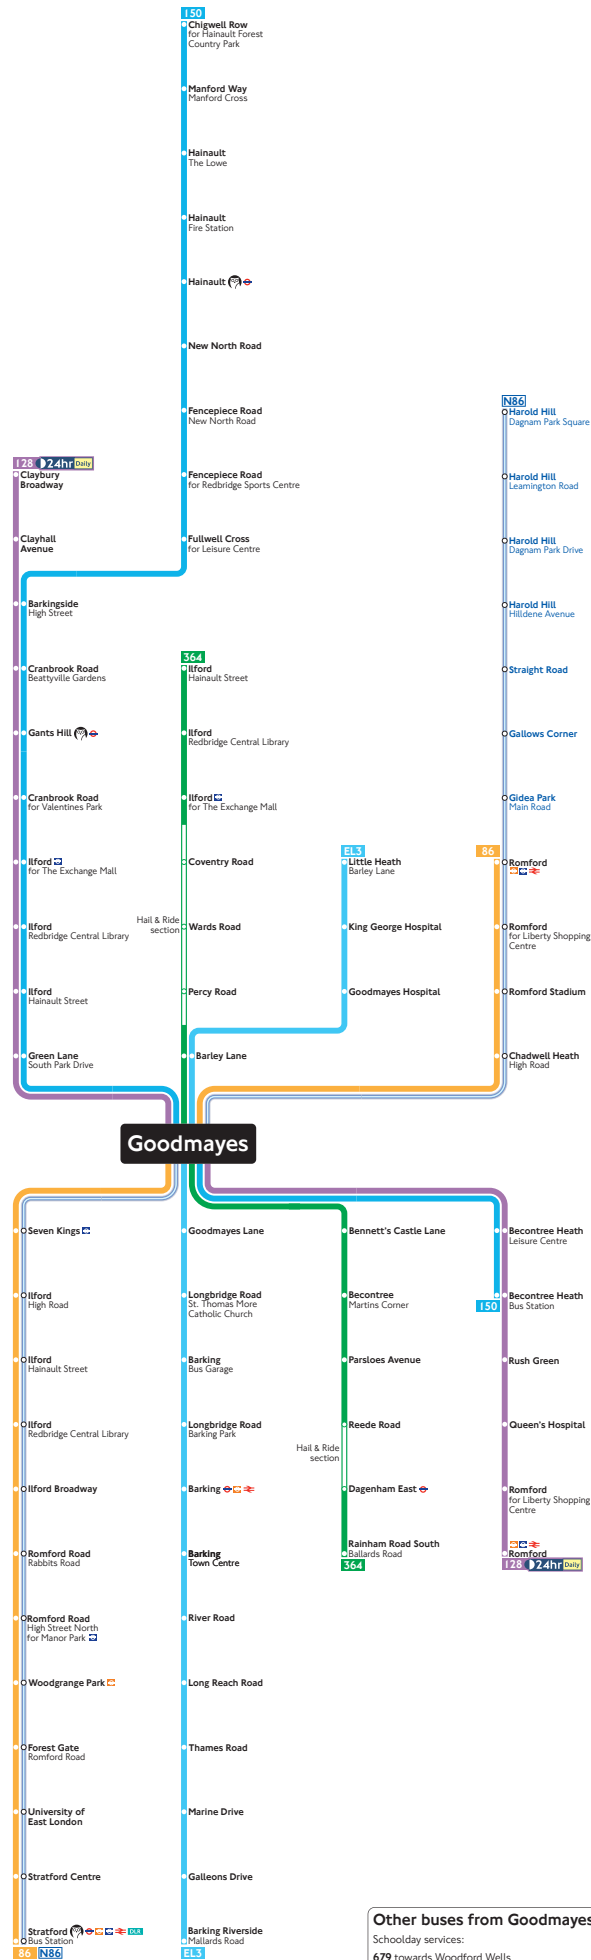 150
Chigwell Row
for Hainault Forest
Country Park
Manford Way
Manford Cross
Hainault
The Lowe
Hainault
Fire Station
Hainault
New North Road
Fencepiece Road
New North Road
Fencepiece Road
for Redbridge Sports Centre
Fullwell Cross
for Leisure Centre
128 24hr Daily
Claybury
Broadway
Clayhall
Avenue
Barkingside
High Street
Cranbrook Road
Beattyville Gardens
Gants Hill
Cranbrook Road
for Valentines Park
Ilford
for The Exchange Mall
Ilford
Redbridge Central Library
Ilford
Hainault Street
Green Lane
South Park Drive
364
Ilford
Hainault Street
Ilford
Redbridge Central Library
Ilford
for The Exchange Mall
Coventry Road
Hail & Ride
section
Wards Road
Percy Road
Barley Lane
EL3
Little Heath
Barley Lane
King George Hospital
Goodmayes Hospital
N86
Harold Hill
Dagnam Park Square
Harold Hill
Leamington Road
Harold Hill
Dagnam Park Drive
Harold Hill
Hilldene Avenue
Straight Road
Gallows Corner
Gidea Park
Main Road
86
Romford
Romford
for Liberty Shopping
Centre
Romford Stadium
Chadwell Heath
High Road
Goodmayes
Seven Kings
Ilford
High Road
Ilford
Hainault Street
Ilford
Redbridge Central Library
Ilford Broadway
Romford Road
Rabbits Road
Romford Road
High Street North
for Manor Park
Woodgrange Park
Forest Gate
Romford Road
University of
East London
Stratford Centre
Stratford DLR
Bus Station
86 N86
Goodmayes Lane
Longbridge Road
St. Thomas More
Catholic Church
Barking
Bus Garage
Longbridge Road
Barking Park
Barking
Barking
Town Centre
River Road
Long Reach Road
Thames Road
Marine Drive
Galleons Drive
Barking Riverside
Mallards Road
EL3
Bennett's Castle Lane
Becontree
Martins Corner
Parsloes Avenue
Reede Road
Hail & Ride
section
Dagenham East
Rainham Road South
Ballards Road
364
Becontree Heath
Leisure Centre
Becontree Heath
Bus Station
150
Rush Green
Queen's Hospital
Romford
for Liberty Shopping
Centre
Romford
128 24hr Daily
Other buses from Goodmayes
Schoolday services:
679 towards Woodford Wells